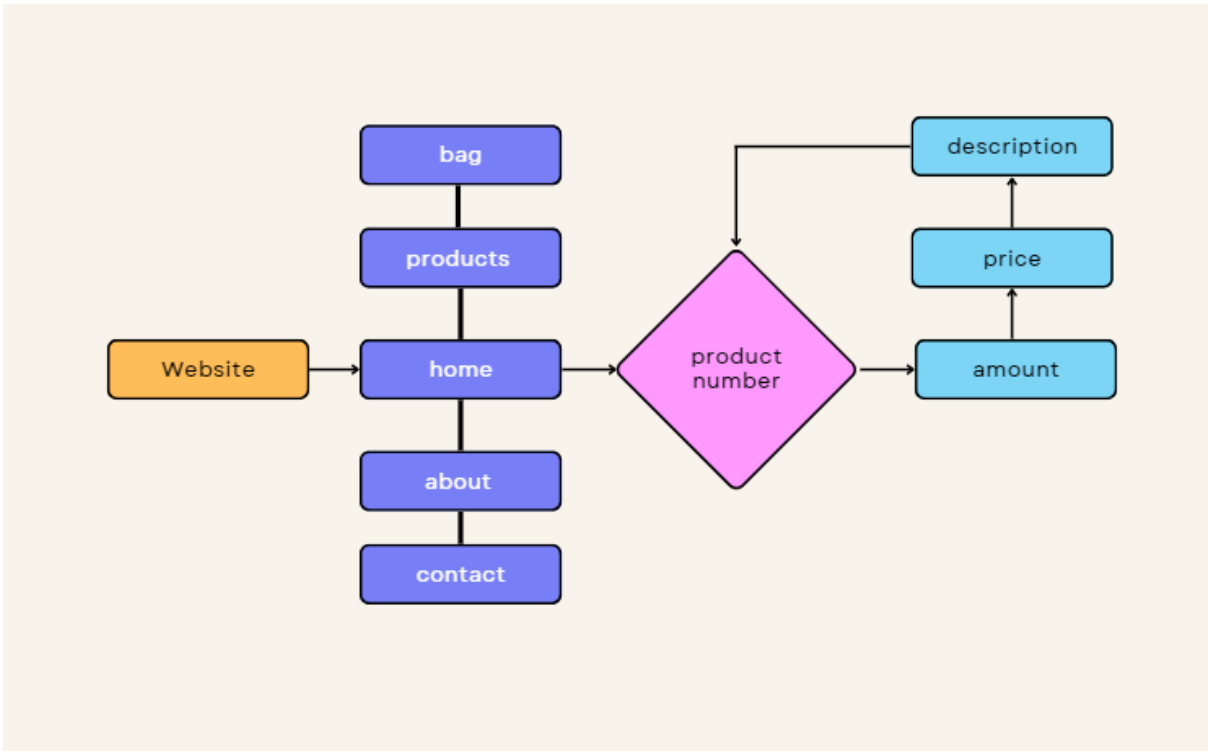 bag
products
Website
home
about
contact
product
number
description
price
amount